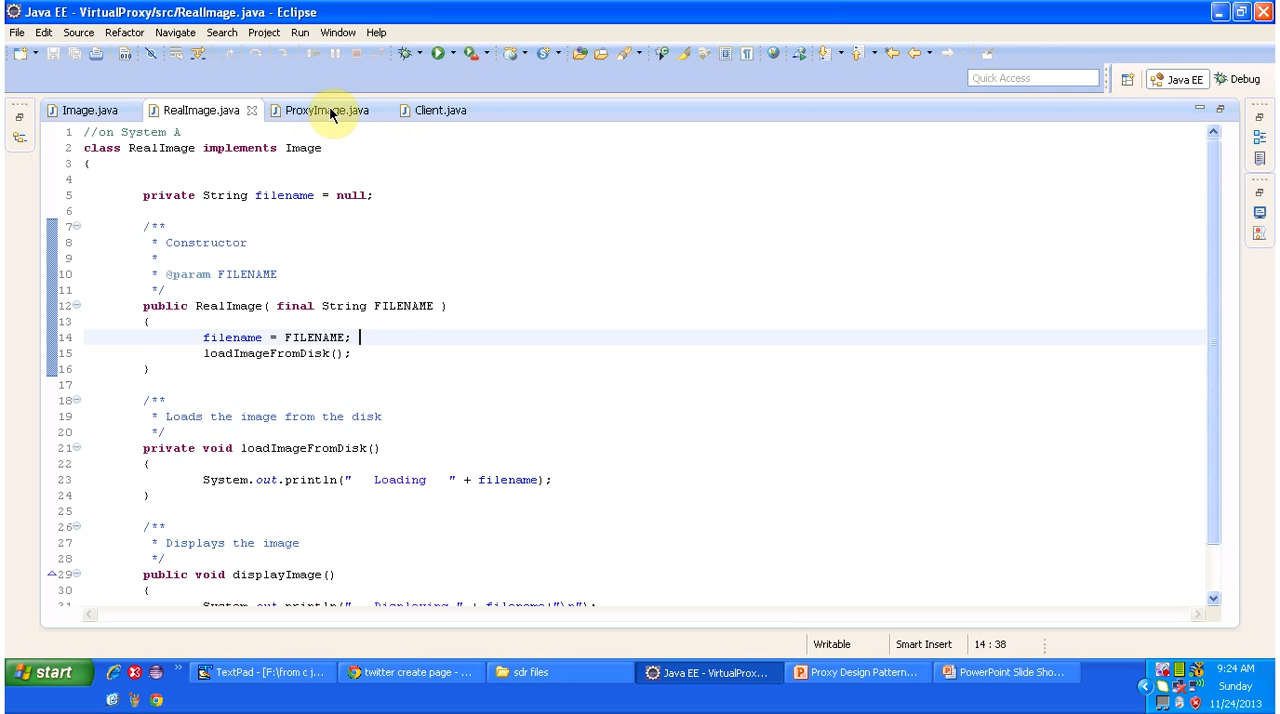 Java EE - VirtualProxy/src/RealImage.java - Eclipse
File Edit Source Refactor Navigate Search Project Run Window Help
Quick Access
Java EE
Debug
Image.java
RealImage.java
ProxyImage.java
Client.java
1 //on System A
2 class RealImage implements Image
3 {
4
5 private String filename = null;
6
7 /**
8 * Constructor
9 *
10 * @param FILENAME
11 */
12 public RealImage( final String FILENAME )
13 {
14 filename = FILENAME;
15 loadImageFromDisk();
16 }
17
18 /**
19 * Loads the image from the disk
20 */
21 private void loadImageFromDisk()
22 {
23 System.out.println("   Loading   " + filename);
24 }
25
26 /**
27 * Displays the image
28 */
29 public void displayImage()
30 {
31 System.out.println("   Displaying " + filename+"\n");
Writable
Smart Insert
14 : 38
start
TextPad - [F:\from c j...
twitter create page - ...
sdr files
Java EE - VirtualProx...
Proxy Design Pattern...
PowerPoint Slide Sho...
9:24 AM
Sunday
11/24/2013